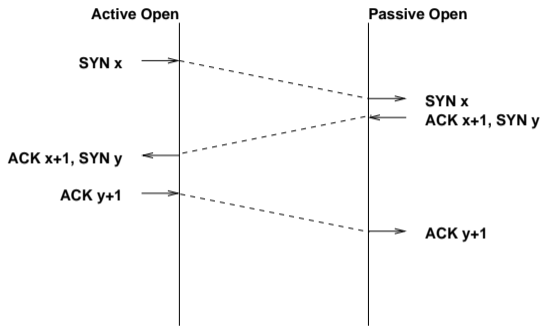 Active Open
Passive Open
SYN x
SYN x
ACK x+1, SYN y
ACK x+1, SYN y
ACK y+1
ACK y+1